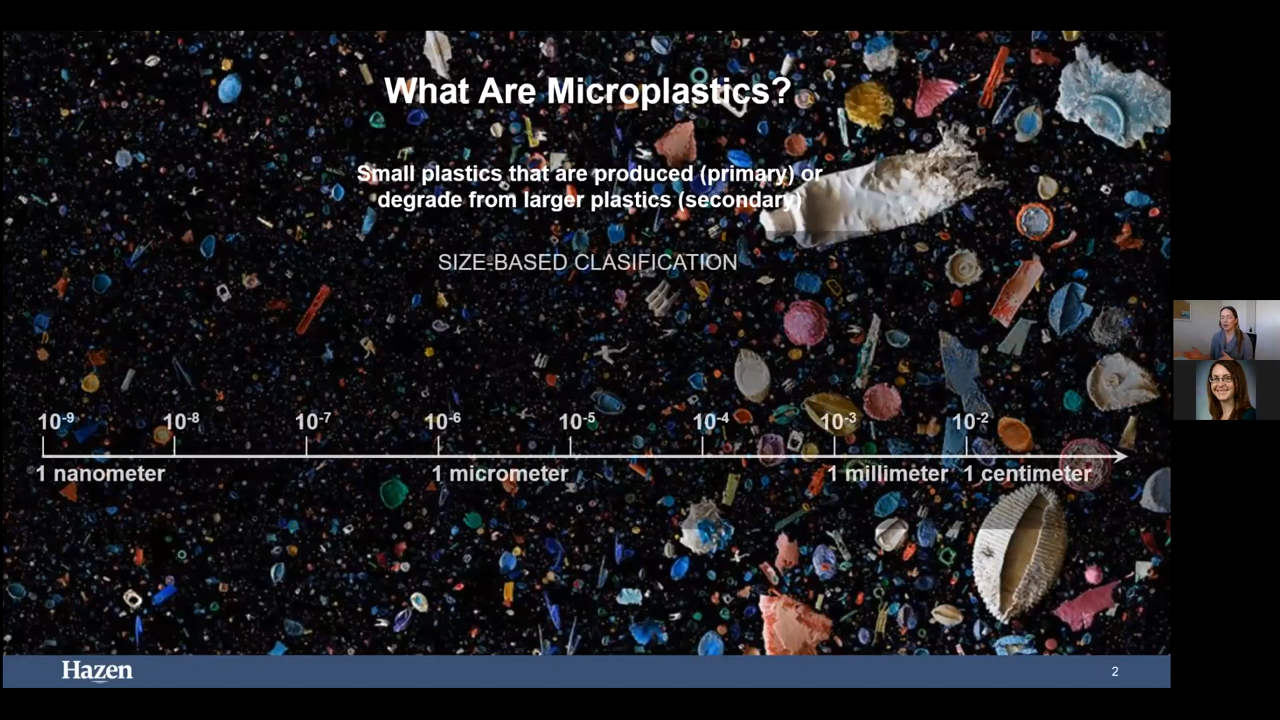 What Are Microplastics?
Small plastics that are produced (primary) or
degrade from larger plastics (secondary)
SIZE-BASED CLASIFICATION
10-9 10-8 10-7 10-6 10-5 10-4 10-3 10-2
1 nanometer 1 micrometer 1 millimeter 1 centimeter
Hazen 2